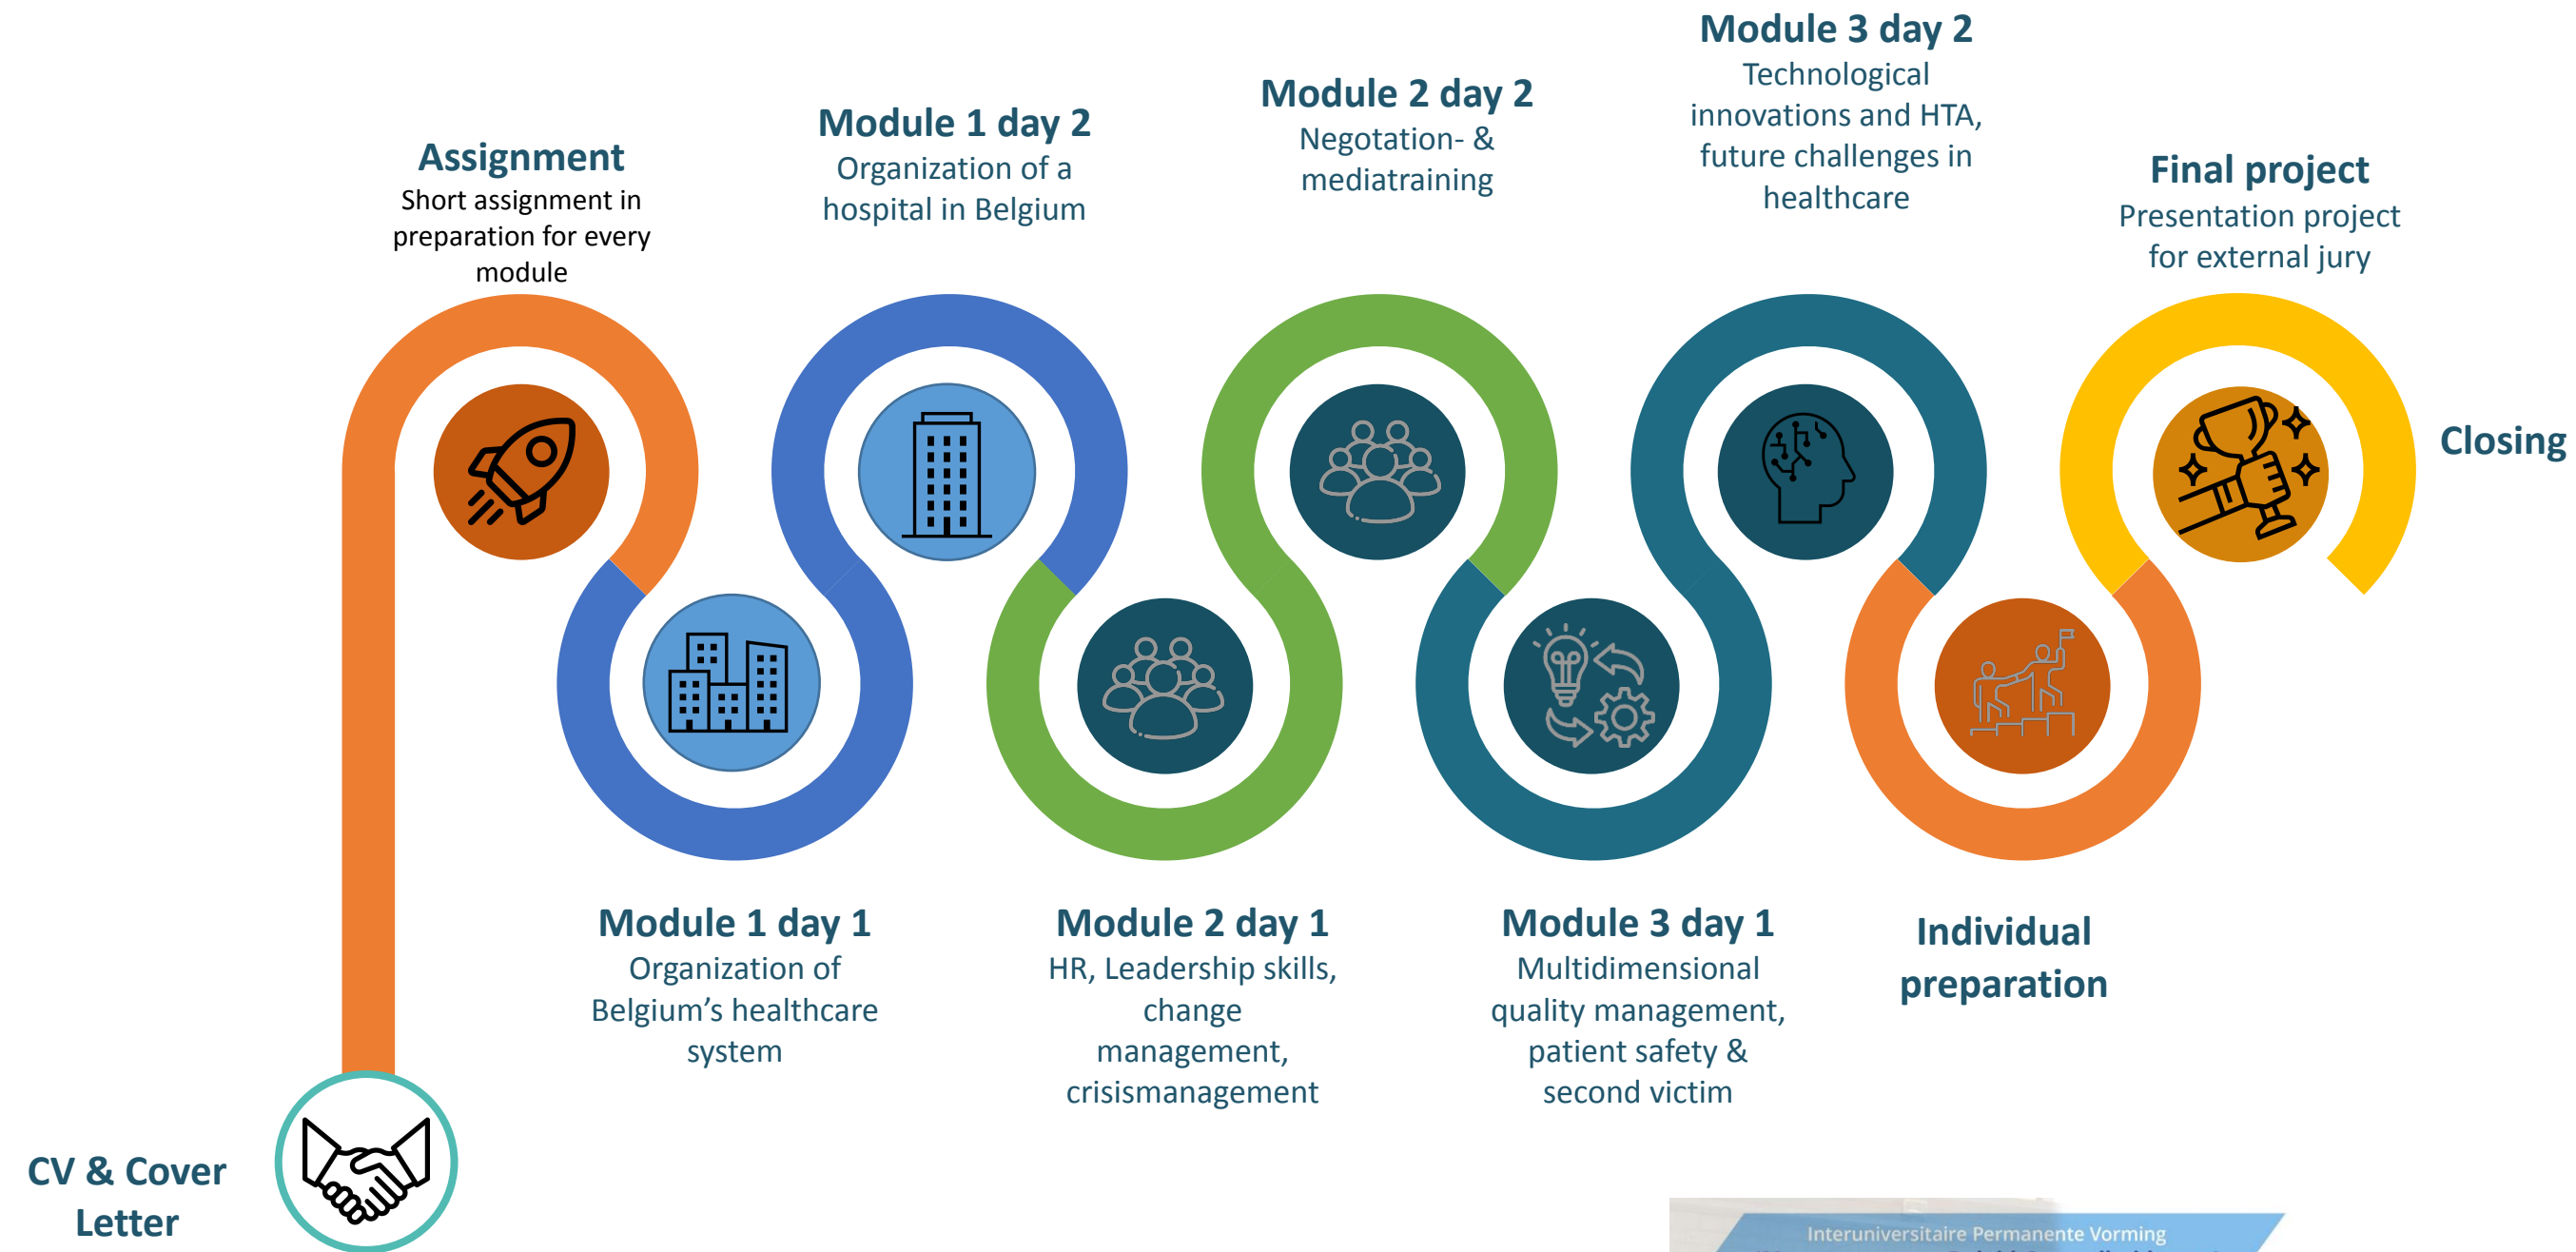 CV & Cover
Letter
Assignment
Short assignment in
preparation for every
module
Module 1 day 1
Organization of
Belgium's healthcare
system
Module 1 day 2
Organization of a
hospital in Belgium
Module 2 day 1
HR, Leadership skills,
change
management,
crisismanagement
Module 2 day 2
Negotation- &
mediatraining
Module 3 day 1
Multidimensional
quality management,
patient safety &
second victim
Module 3 day 2
Technological
innovations and HTA,
future challenges in
healthcare
Individual
preparation
Final project
Presentation project
for external jury
Closing
Interuniversitaire Permanente Vorming